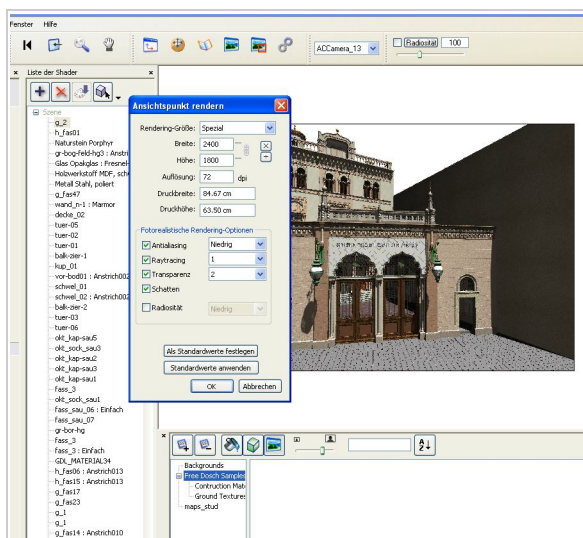 Fenster Hilfe
ACCamera_13
Radiosität 100
Liste der Shader
Szene
g_2
h_fas01
Naturstein Porphyr
gr-bog-feld-hg3 : Anstri
Glas Opakglas : Fresnel-
Holzwerkstoff MDF, sch
Metall Stahl, poliert
g_fas47
wand_n-1 : Marmor
decke_02
tuer-05
tuer-02
tuer-01
balk-zier-1
kup_01
vor-bod01 : Anstrich002
schwel_01
schwel_02 : Anstrich002
balk-zier-2
tuer-03
tuer-06
okt_kap-sau5
okt_sock_sau3
okt_kap-sau2
okt_kap-sau3
okt_kap-sau1
fass_3
okt_sock_sau1
fass_sau_06 : Einfach
fass_sau_07
gr-bor-hg
fass_3
fass_3 : Einfach
GDL_MATERIAL34
h_fas06 : Anstrich013
h_fas15 : Anstrich013
g_fas17
g_fas23
g_1
g_1
g_fas14 : Anstrich010
Ansichtspunkt rendern
Rendering-Größe: Spezial
Breite: 2400
Höhe: 1800
Auflösung: 72 dpi
Druckbreite: 84.67 cm
Druckhöhe: 63.50 cm
Fotorealistische Rendering-Optionen
Antialiasing Niedrig
Raytracing 1
Transparenz 2
Schatten
Radiosität Niedrig
Als Standardwerte festlegen
Standardwerte anwenden
OK Abbrechen
Backgrounds
Free Dosch Samples
Contruction Mate
Ground Textures
maps_stud